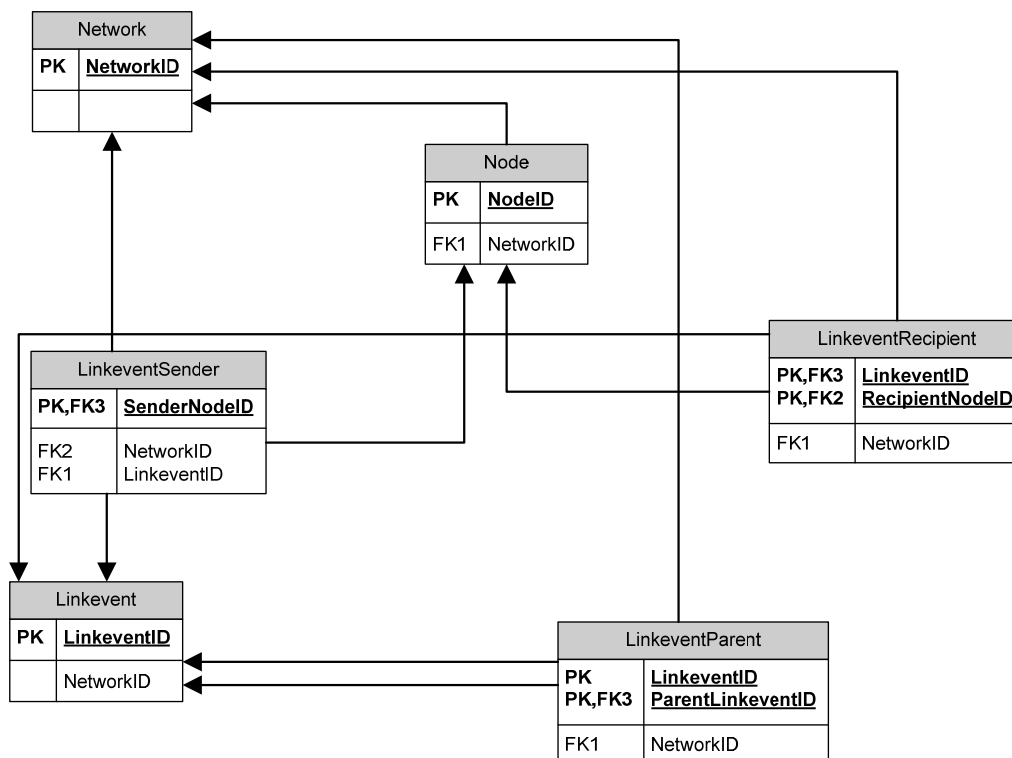 Network
PK NetworkID
Node
PK NodeID
FK1 NetworkID
LinkeventRecipient
PK,FK3 LinkeventID
PK,FK2 RecipientNodeID
FK1 NetworkID
LinkeventSender
PK,FK3 SenderNodeID
FK2 NetworkID
FK1 LinkeventID
Linkevent
PK LinkeventID
NetworkID
LinkeventParent
PK LinkeventID
PK,FK3 ParentLinkeventID
FK1 NetworkID